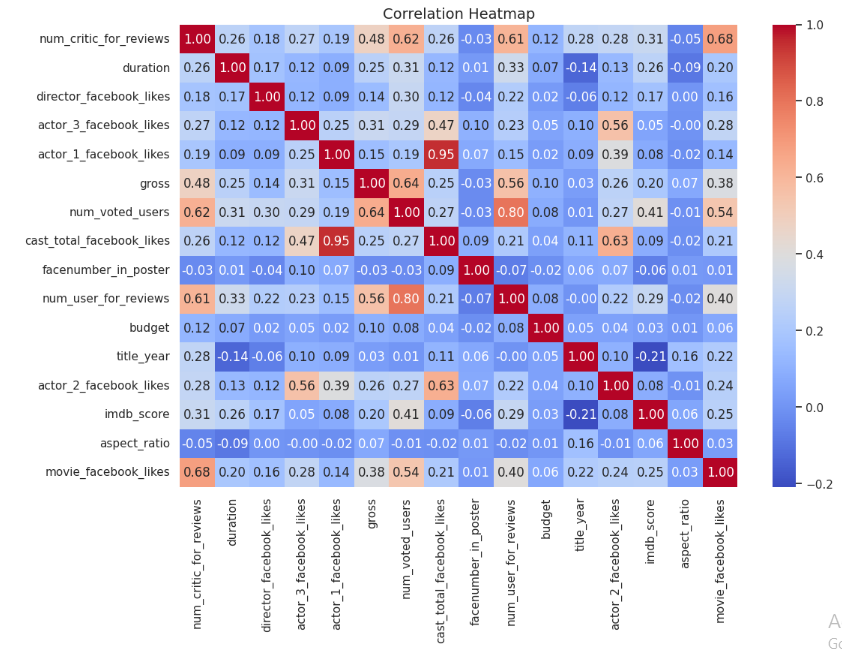 Correlation Heatmap
num_critic_for_reviews 1.00 0.26 0.18 0.27 0.19 0.48 0.62 0.26 -0.03 0.61 0.12 0.28 0.28 0.31 -0.05 0.68
duration 0.26 1.00 0.17 0.12 0.09 0.25 0.31 0.12 0.01 0.33 0.07 -0.14 0.13 0.26 -0.09 0.20
director_facebook_likes 0.18 0.17 1.00 0.12 0.09 0.14 0.30 0.12 -0.04 0.22 0.02 -0.06 0.12 0.17 0.00 0.16
actor_3_facebook_likes 0.27 0.12 0.12 1.00 0.25 0.31 0.29 0.47 0.10 0.23 0.05 0.10 0.56 0.05 -0.00 0.28
actor_1_facebook_likes 0.19 0.09 0.09 0.25 1.00 0.15 0.19 0.95 0.07 0.15 0.02 0.09 0.39 0.08 -0.02 0.14
gross 0.48 0.25 0.14 0.31 0.15 1.00 0.64 0.25 -0.03 0.56 0.10 0.03 0.26 0.20 0.07 0.38
num_voted_users 0.62 0.31 0.30 0.29 0.19 0.64 1.00 0.27 -0.03 0.80 0.08 0.01 0.27 0.41 -0.01 0.54
cast_total_facebook_likes 0.26 0.12 0.12 0.47 0.95 0.25 0.27 1.00 0.09 0.21 0.04 0.11 0.63 0.09 -0.02 0.21
facenumber_in_poster -0.03 0.01 -0.04 0.10 0.07 -0.03 -0.03 0.09 1.00 -0.07 -0.02 0.06 0.07 -0.06 0.01 0.01
num_user_for_reviews 0.61 0.33 0.22 0.23 0.15 0.56 0.80 0.21 -0.07 1.00 0.08 -0.00 0.22 0.29 -0.02 0.40
budget 0.12 0.07 0.02 0.05 0.02 0.10 0.08 0.04 -0.02 0.08 1.00 0.05 0.04 0.03 0.01 0.06
title_year 0.28 -0.14 -0.06 0.10 0.09 0.03 0.01 0.11 0.06 -0.00 0.05 1.00 0.10 -0.21 0.16 0.22
actor_2_facebook_likes 0.28 0.13 0.12 0.56 0.39 0.26 0.27 0.63 0.07 0.22 0.04 0.10 1.00 0.08 -0.01 0.24
imdb_score 0.31 0.26 0.17 0.05 0.08 0.20 0.41 0.09 -0.06 0.29 0.03 -0.21 0.08 1.00 0.06 0.25
aspect_ratio -0.05 -0.09 0.00 -0.00 -0.02 0.07 -0.01 -0.02 0.01 -0.02 0.01 0.16 -0.01 0.06 1.00 0.03
movie_facebook_likes 0.68 0.20 0.16 0.28 0.14 0.38 0.54 0.21 0.01 0.40 0.06 0.22 0.24 0.25 0.03 1.00
num_critic_for_reviews
duration
director_facebook_likes
actor_3_facebook_likes
actor_1_facebook_likes
gross
num_voted_users
cast_total_facebook_likes
facenumber_in_poster
num_user_for_reviews
budget
title_year
actor_2_facebook_likes
imdb_score
aspect_ratio
movie_facebook_likes
1.0
0.8
0.6
0.4
0.2
0.0
−0.2
A
Go